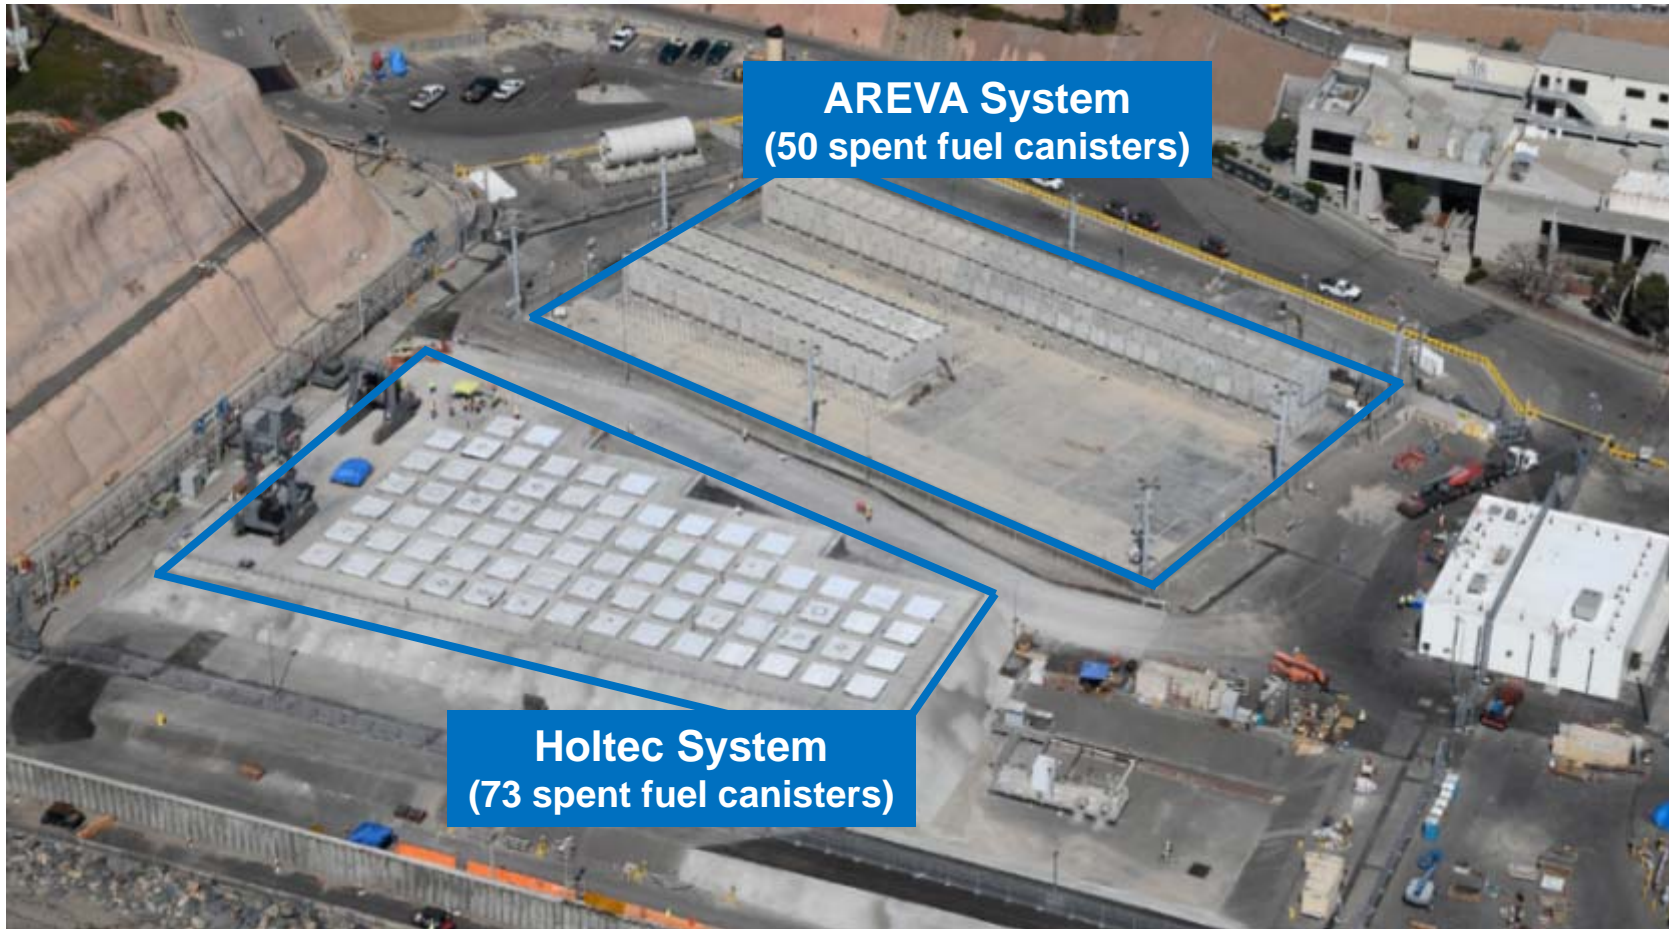 AREVA System
(50 spent fuel canisters)
Holtec System
(73 spent fuel canisters)